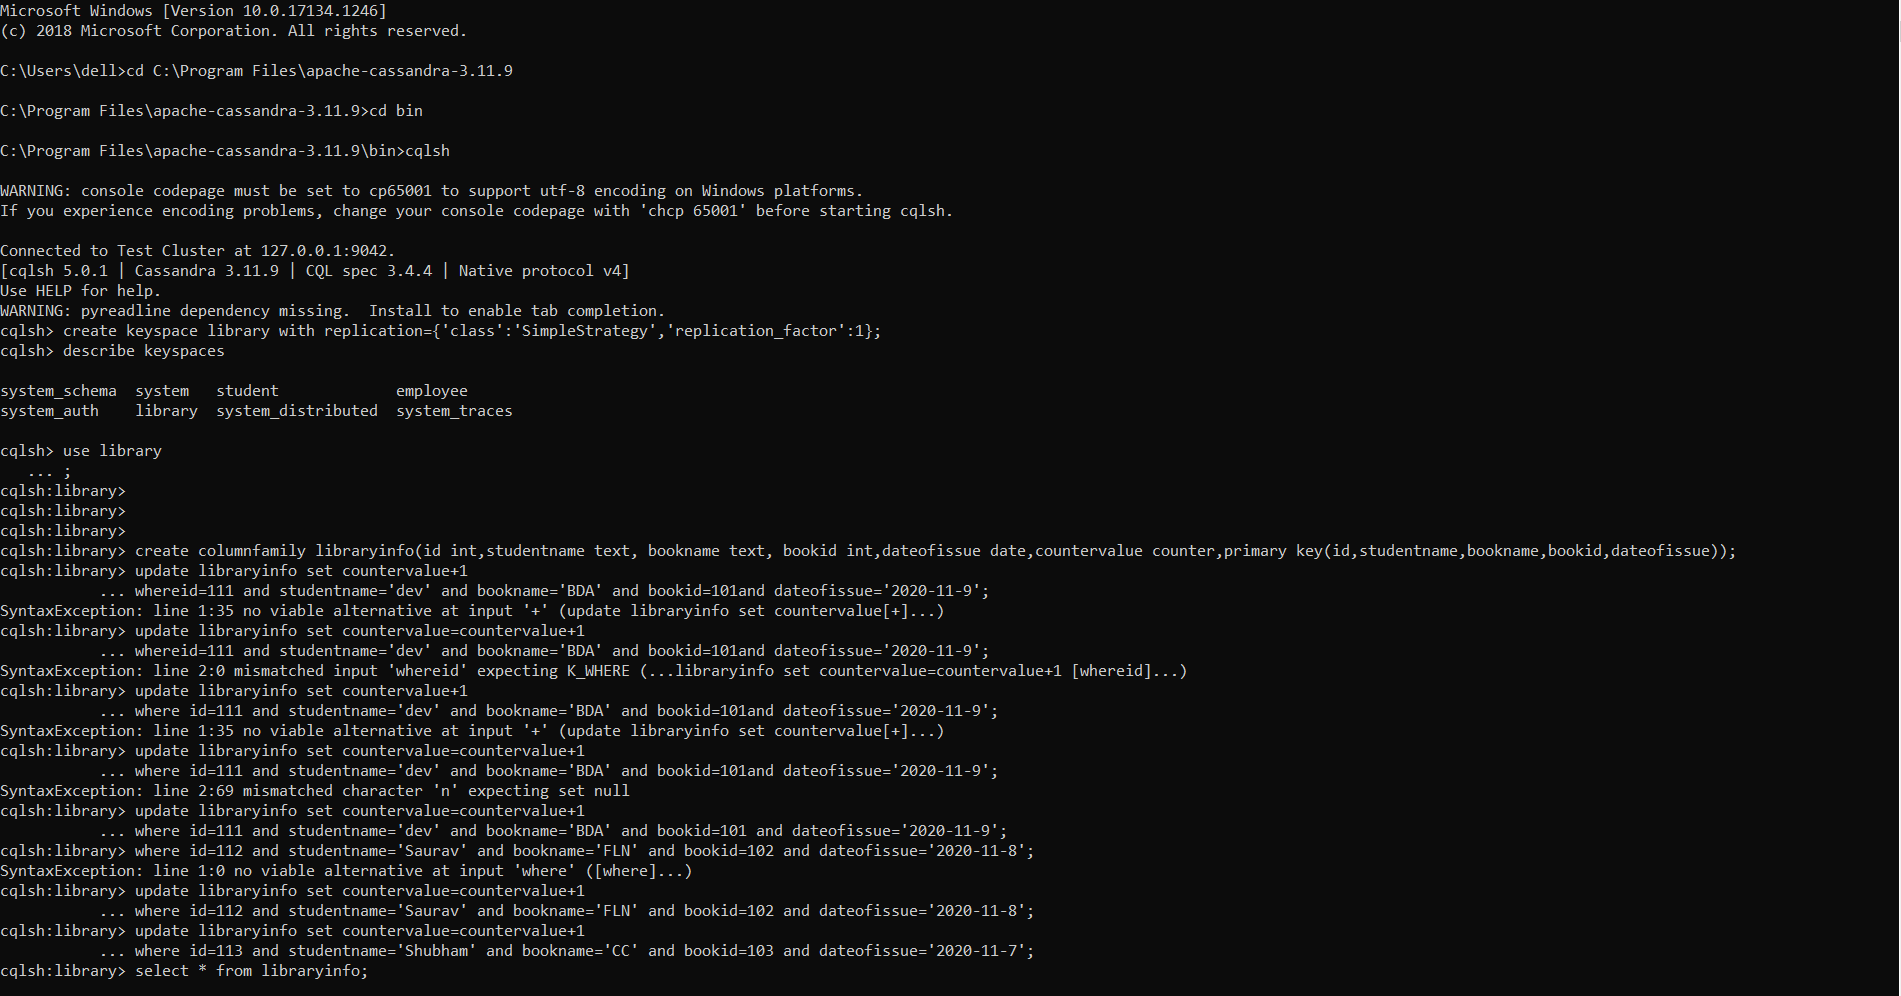 Microsoft Windows [Version 10.0.17134.1246]
(c) 2018 Microsoft Corporation. All rights reserved.

C:\Users\dell>cd C:\Program Files\apache-cassandra-3.11.9

C:\Program Files\apache-cassandra-3.11.9>cd bin

C:\Program Files\apache-cassandra-3.11.9\bin>cqlsh

WARNING: console codepage must be set to cp65001 to support utf-8 encoding on Windows platforms.
If you experience encoding problems, change your console codepage with 'chcp 65001' before starting cqlsh.

Connected to Test Cluster at 127.0.0.1:9042.
[cqlsh 5.0.1 | Cassandra 3.11.9 | CQL spec 3.4.4 | Native protocol v4]
Use HELP for help.
WARNING: pyreadline dependency missing.  Install to enable tab completion.
cqlsh> create keyspace library with replication={'class':'SimpleStrategy','replication_factor':1};
cqlsh> describe keyspaces

system_schema  system   student             employee
system_auth    library  system_distributed  system_traces

cqlsh> use library
   ... ;
cqlsh:library>
cqlsh:library>
cqlsh:library>
cqlsh:library> create columnfamily libraryinfo(id int,studentname text, bookname text, bookid int,dateofissue date,countervalue counter,primary key(id,studentname,bookname,bookid,dateofissue));
cqlsh:library> update libraryinfo set countervalue+1
           ... whereid=111 and studentname='dev' and bookname='BDA' and bookid=101and dateofissue='2020-11-9';
SyntaxException: line 1:35 no viable alternative at input '+' (update libraryinfo set countervalue[+]...)
cqlsh:library> update libraryinfo set countervalue=countervalue+1
           ... whereid=111 and studentname='dev' and bookname='BDA' and bookid=101and dateofissue='2020-11-9';
SyntaxException: line 2:0 mismatched input 'whereid' expecting K_WHERE (...libraryinfo set countervalue=countervalue+1 [whereid]...)
cqlsh:library> update libraryinfo set countervalue+1
           ... where id=111 and studentname='dev' and bookname='BDA' and bookid=101and dateofissue='2020-11-9';
SyntaxException: line 1:35 no viable alternative at input '+' (update libraryinfo set countervalue[+]...)
cqlsh:library> update libraryinfo set countervalue=countervalue+1
           ... where id=111 and studentname='dev' and bookname='BDA' and bookid=101and dateofissue='2020-11-9';
SyntaxException: line 2:69 mismatched character 'n' expecting set null
cqlsh:library> update libraryinfo set countervalue=countervalue+1
           ... where id=111 and studentname='dev' and bookname='BDA' and bookid=101 and dateofissue='2020-11-9';
cqlsh:library> where id=112 and studentname='Saurav' and bookname='FLN' and bookid=102 and dateofissue='2020-11-8';
SyntaxException: line 1:0 no viable alternative at input 'where' ([where]...)
cqlsh:library> update libraryinfo set countervalue=countervalue+1
           ... where id=112 and studentname='Saurav' and bookname='FLN' and bookid=102 and dateofissue='2020-11-8';
cqlsh:library> update libraryinfo set countervalue=countervalue+1
           ... where id=113 and studentname='Shubham' and bookname='CC' and bookid=103 and dateofissue='2020-11-7';
cqlsh:library> select * from libraryinfo;